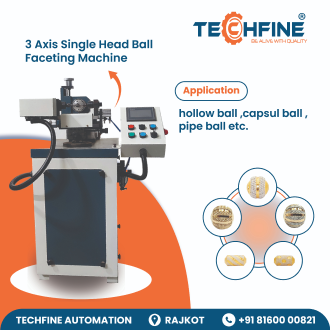 TECHFINE®
BE ALIVE WITH QUALITY
3 Axis Single Head Ball
Faceting Machine
Application
hollow ball ,capsul ball ,
pipe ball etc.
TECHFINE AUTOMATION
RAJKOT
+91 81600 00821